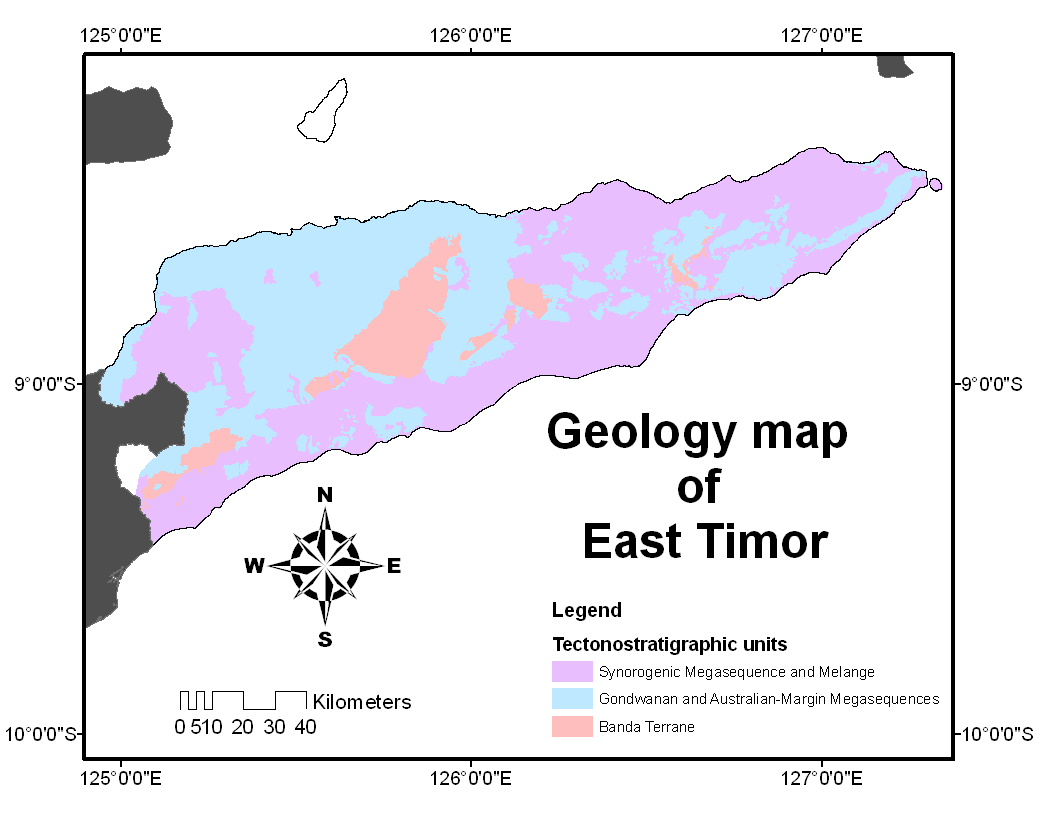 125°0'0"E 126°0'0"E 127°0'0"E
9°0'0"S 9°0'0"S
Geology map
of
East Timor
N
W E
S
Legend
Tectonostratigraphic units
Synorogenic Megasequence and Melange
Gondwanan and Australian-Margin Megasequences
Banda Terrane
Kilometers
0 5 10 20 30 40
10°0'0"S 10°0'0"S
125°0'0"E 126°0'0"E 127°0'0"E